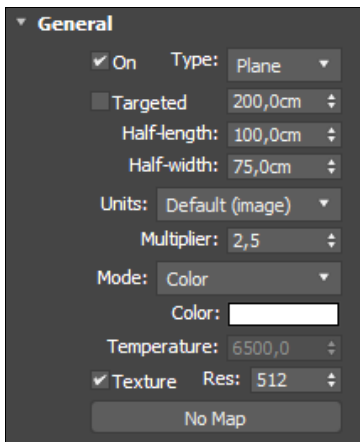 General
On Type: Plane
Targeted 200,0cm
Half-length: 100,0cm
Half-width: 75,0cm
Units: Default (image)
Multiplier: 2,5
Mode: Color
Color:
Temperature: 6500,0
Texture Res: 512
No Map